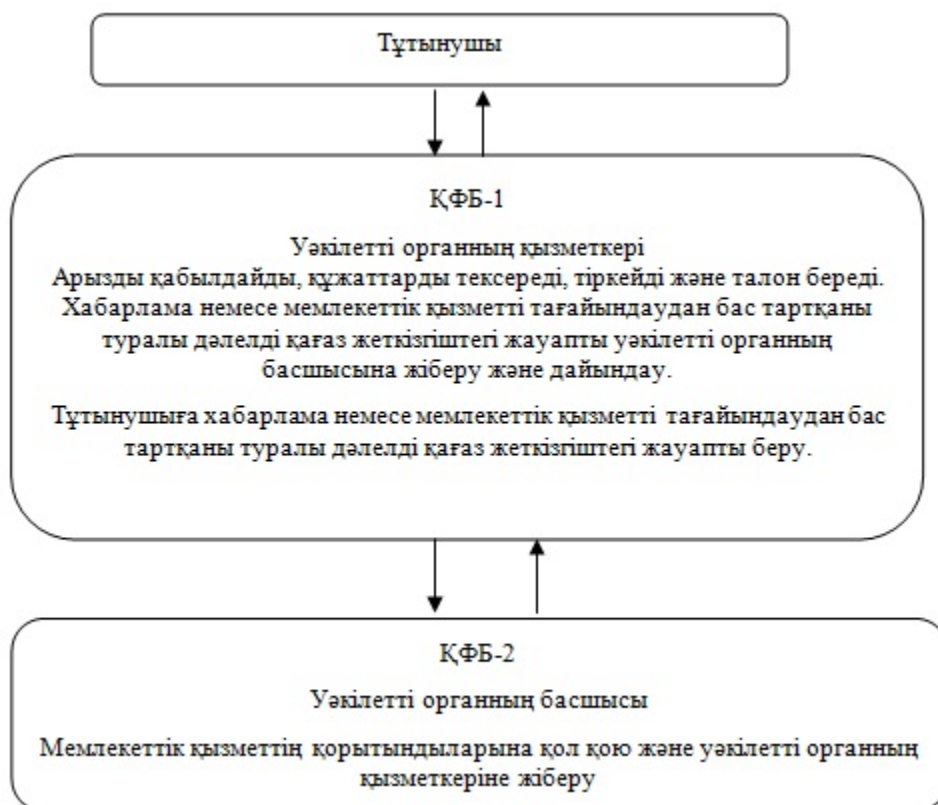 Тұтынушы
ҚФБ-1
Уәкілетті органның қызметкері
Арызды қабылдайды, құжаттарды тексереді, тіркейді және талон береді.
Хабарлама немесе мемлекеттік қызметті тағайындаудан бас тартқаны
туралы дәлелді қағаз жеткізгіштегі жауапты уәкілетті органның
басшысына жіберу және дайындау.
Тұтынушыға хабарлама немесе мемлекеттік қызметті тағайындаудан бас
тартқаны туралы дәлелді қағаз жеткізгіштегі жауапты беру.
ҚФБ-2
Уәкілетті органның басшысы
Мемлекеттік қызметтің қорытындыларына қол қою және уәкілетті органның
қызметкеріне жіберу